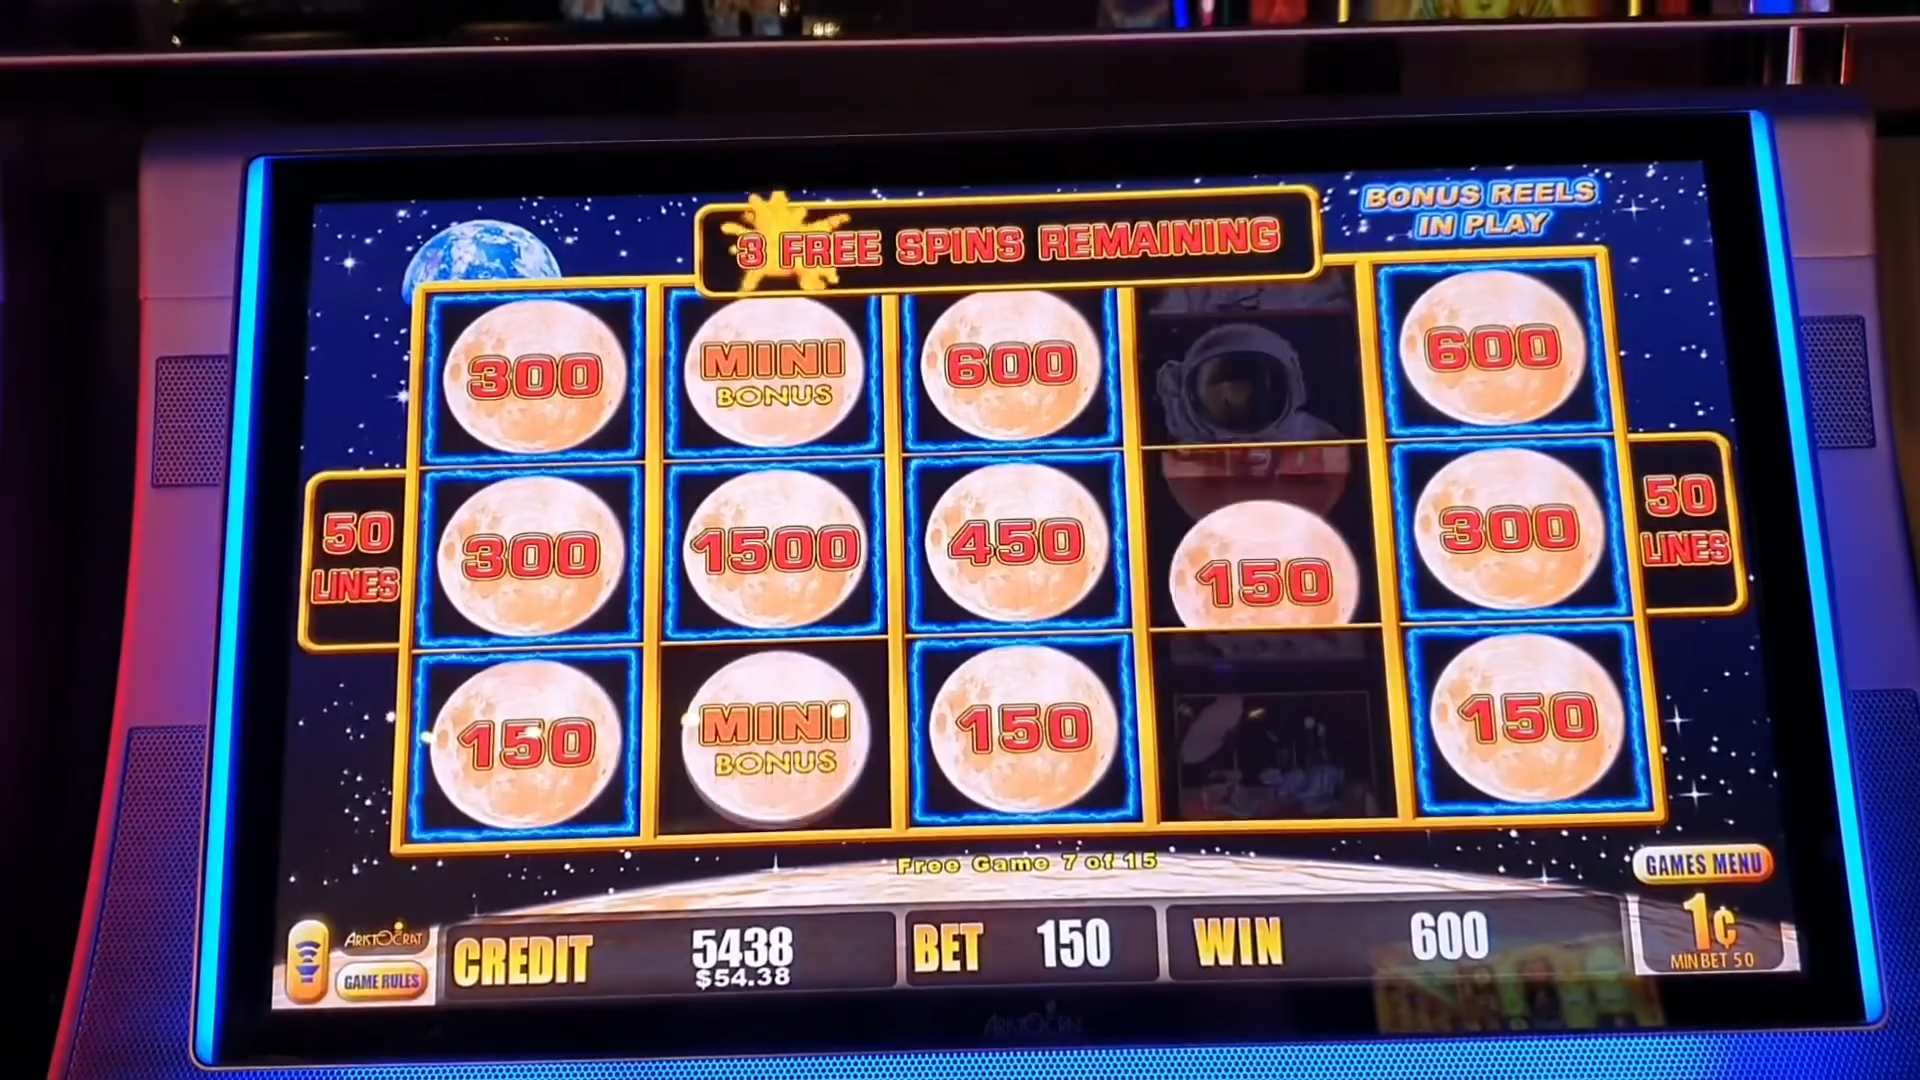 BONUS REELS
IN PLAY
3 FREE SPINS REMAINING
300
MINI
BONUS
600
600
50
LINES
300
1500
450
150
300
50
LINES
150
MINI
BONUS
150
150
Free Game 7 of 15
GAMES MENU
ARISTOCRAT
GAME RULES
CREDIT
5438
$54.38
BET
150
WIN
600
1¢
MIN BET 50
ARISTOCRAT